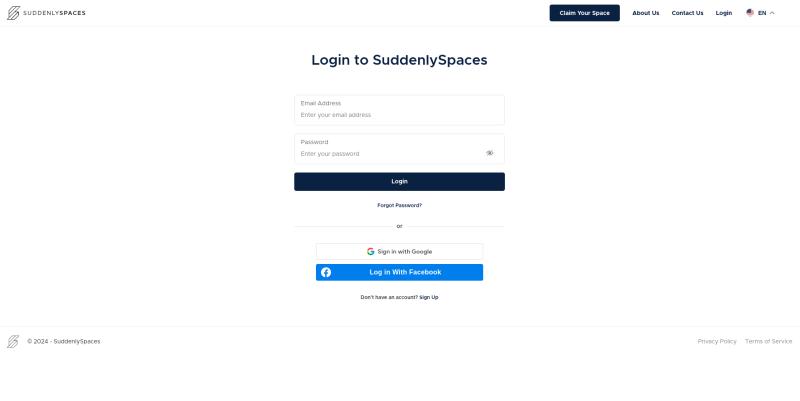 SUDDENLYSPACES
Claim Your Space
About Us
Contact Us
Login
EN
Login to SuddenlySpaces
Email Address
Enter your email address
Password
Enter your password
Login
Forgot Password?
or
Sign in with Google
Log in With Facebook
Don't have an account? Sign Up
© 2024 - SuddenlySpaces
Privacy Policy
Terms of Service